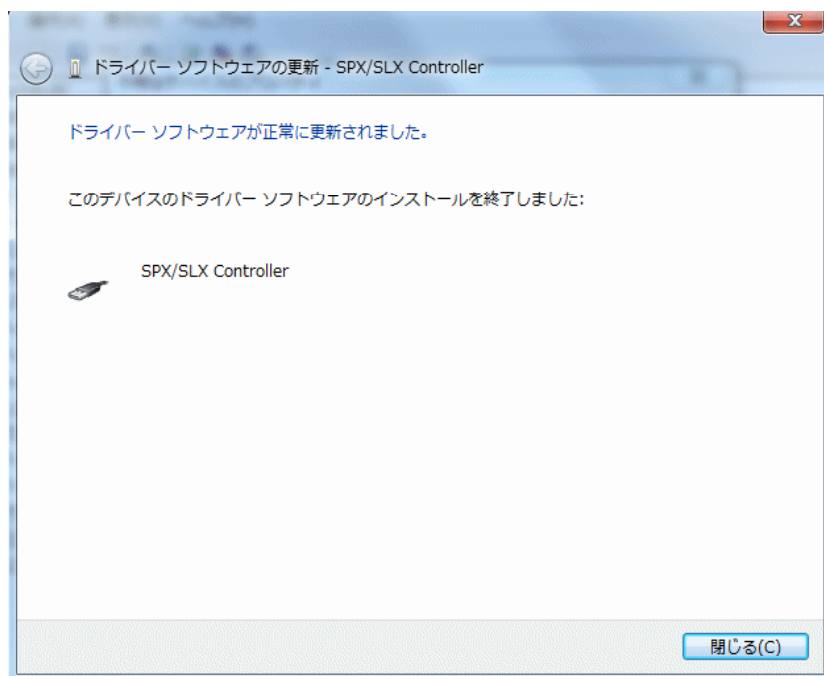 ドライバー ソフトウェアの更新 - SPX/SLX Controller
ドライバー ソフトウェアが正常に更新されました。
このデバイスのドライバー ソフトウェアのインストールを終了しました:
SPX/SLX Controller
閉じる(C)